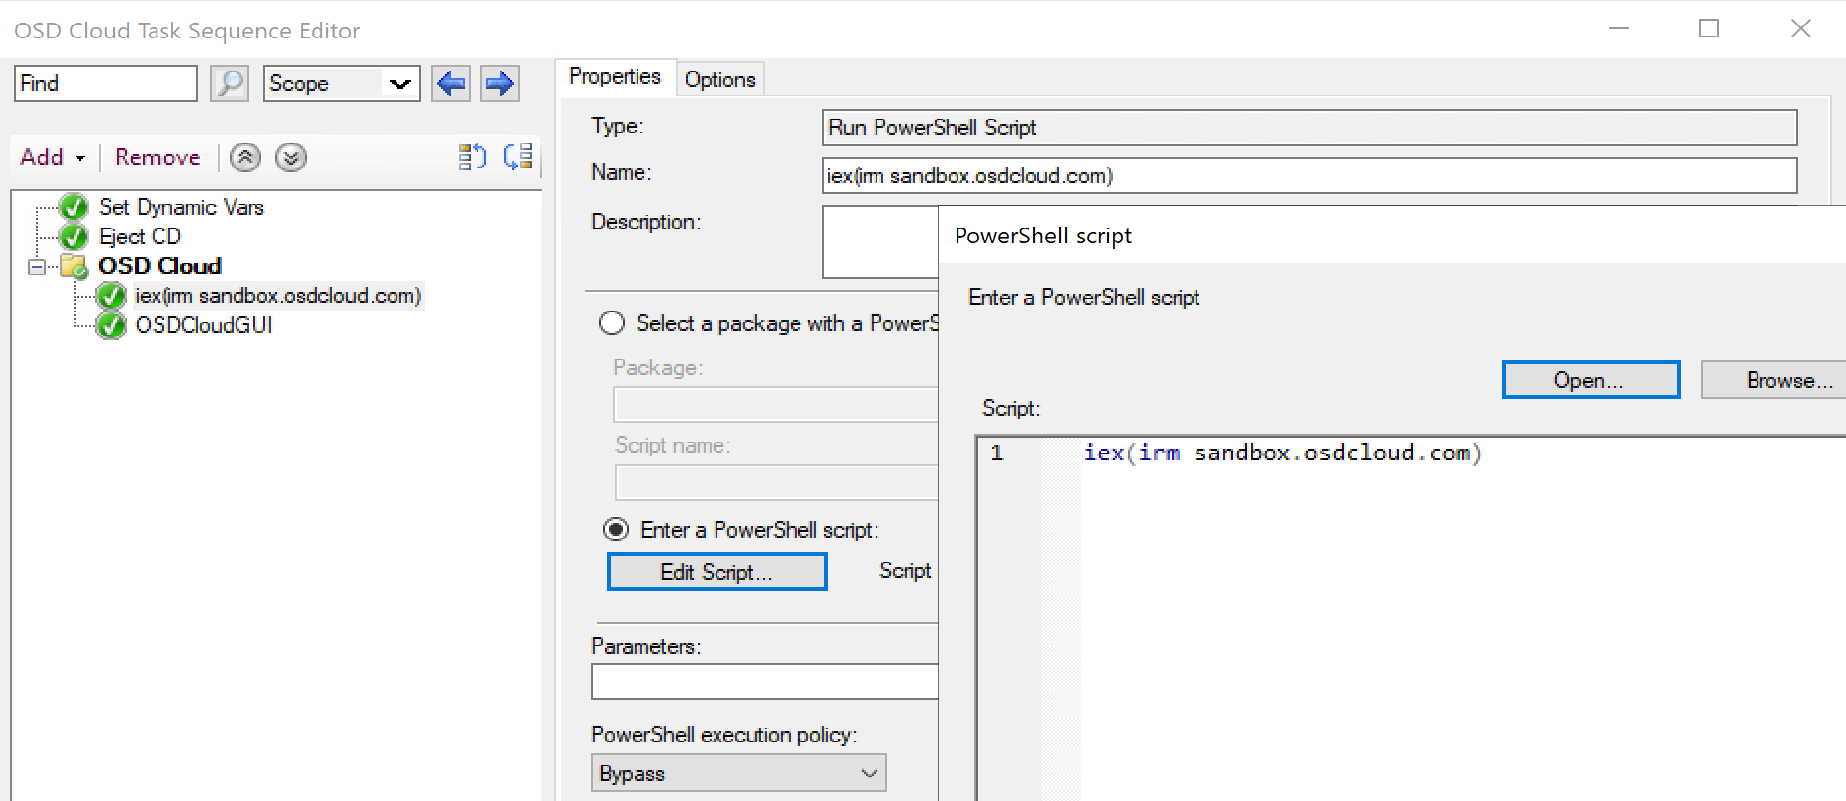 OSD Cloud Task Sequence Editor
Find
Scope
Properties
Options
Add
Remove
Set Dynamic Vars
Eject CD
OSD Cloud
iex(irm sandbox.osdcloud.com)
OSDCloudGUI
Type:
Run PowerShell Script
Name:
iex(irm sandbox.osdcloud.com)
Description:
Select a package with a PowerS
Package:
Script name:
Enter a PowerShell script:
Edit Script...
Script
Parameters:
PowerShell execution policy:
Bypass
PowerShell script
Enter a PowerShell script
Open...
Browse...
Script:
1 iex(irm sandbox.osdcloud.com)